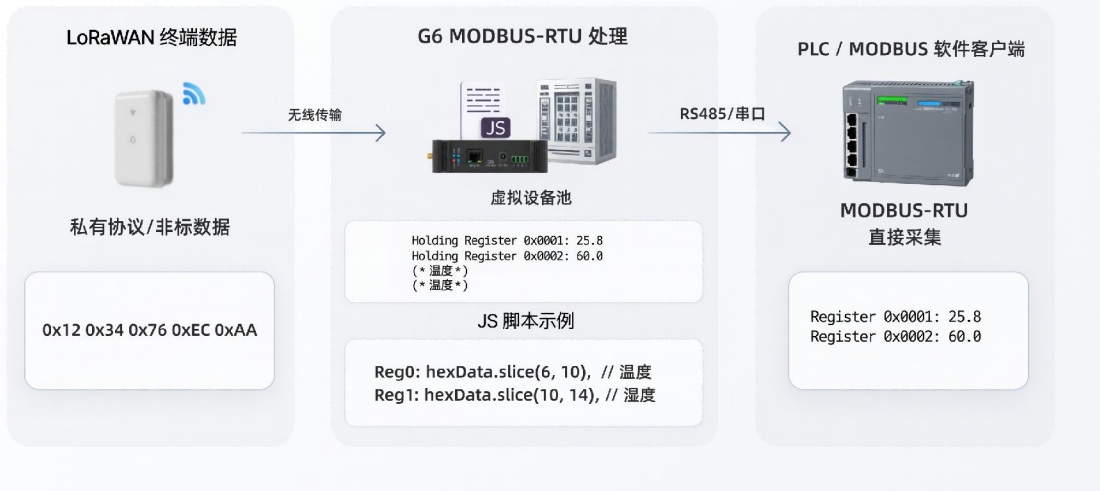 LoRaWAN 终端数据
私有协议/非标数据
0x12 0x34 0x76 0xEC 0xAA
无线传输
G6 MODBUS-RTU 处理
JS
虚拟设备池
Holding Register 0x0001: 25.8
Holding Register 0x0002: 60.0
(*温度*)
(*温度*)
JS 脚本示例
Reg0: hexData.slice(6, 10), // 温度
Reg1: hexData.slice(10, 14), // 湿度
RS485/串口
PLC / MODBUS 软件客户端
MODBUS-RTU
直接采集
Register 0x0001: 25.8
Register 0x0002: 60.0